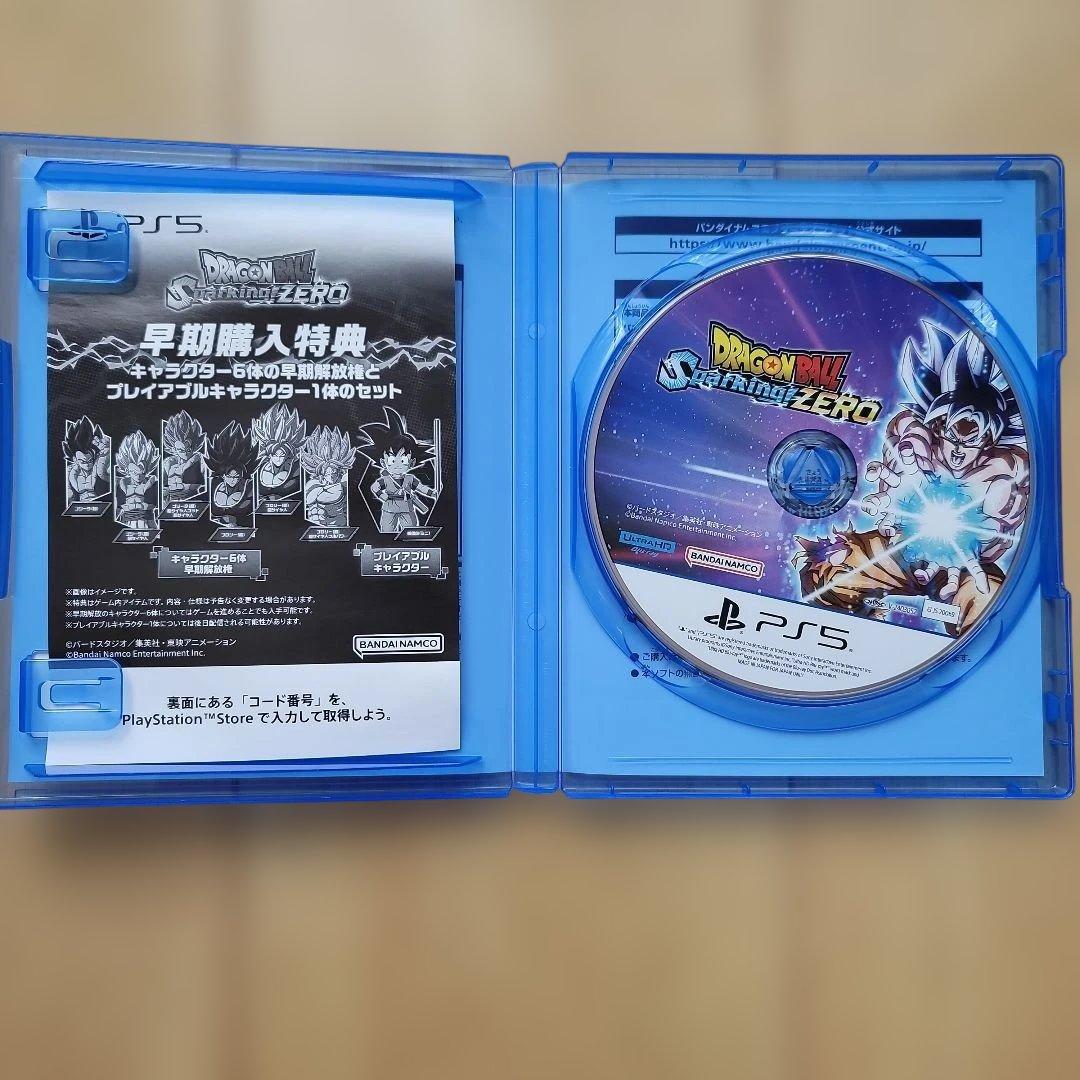 PS5
DRAGON BALL
Sparking! ZERO
早期購入特典
キャラクター6体の早期解放権と
プレイアブルキャラクター1体のセット
キャラクター6体
早期解放権
プレイアブル
キャラクター
※画像はイメージです。
※特典はゲーム内アイテムです。内容・仕様は予告なく変更する場合があります。
※早期解放のキャラクター6体についてはゲームを進めることでも入手可能です。
※プレイアブルキャラクター1体については後日配信される可能性があります。
©バードスタジオ/集英社・東映アニメーション
©Bandai Namco Entertainment Inc.
BANDAI NAMCO
裏面にある「コード番号」を、
PlayStation™Store で入力して取得しよう。
https://www.
DRAGON BALL
Sparking! ZERO
©バードスタジオ/集英社・東映アニメーション
©Bandai Namco Entertainment Inc.
ULTRA HD
Blu-ray
BANDAI NAMCO
PS5
MADE IN JAPAN FOR JAPAN ONLY